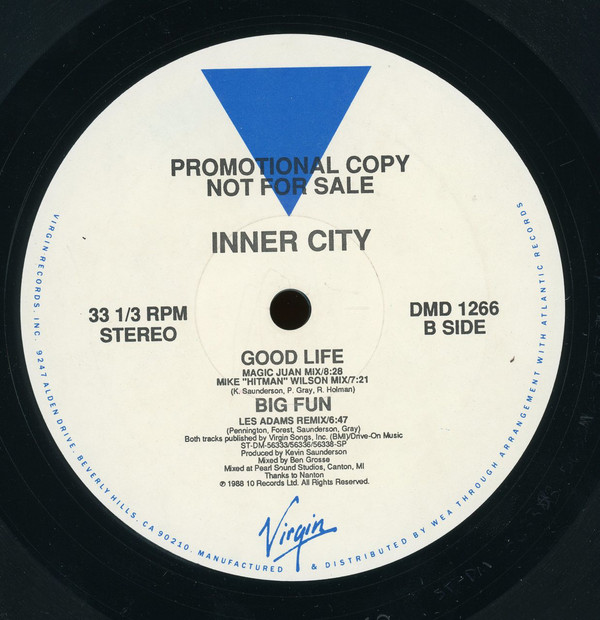 PROMOTIONAL COPY
NOT FOR SALE
INNER CITY
33 1/3 RPM
STEREO
DMD 1266
B SIDE
GOOD LIFE
MAGIC JUAN MIX/8:28
MIKE "HITMAN" WILSON MIX/7:21
(K. Saunderson, P. Gray, R. Holman)
BIG FUN
LES ADAMS REMIX/6:47
(Pennington, Forest, Saunderson, Gray)
Both tracks published by Virgin Songs, Inc. (BMI)/Drive-On Music
ST-DM-56333/56336/56338-SP
Produced by Kevin Saunderson
Mixed by Ben Grosse
Mixed at Pearl Sound Studios, Canton, MI
Thanks to Nanton
℗ 1988 10 Records Ltd. All Rights Reserved.
Virgin
VIRGIN RECORDS, INC. 9247 ALDEN DRIVE, BEVERLY HILLS, CA 90210. MANUFACTURED & DISTRIBUTED BY WEA THROUGH ARRANGEMENT WITH ATLANTIC RECORDS